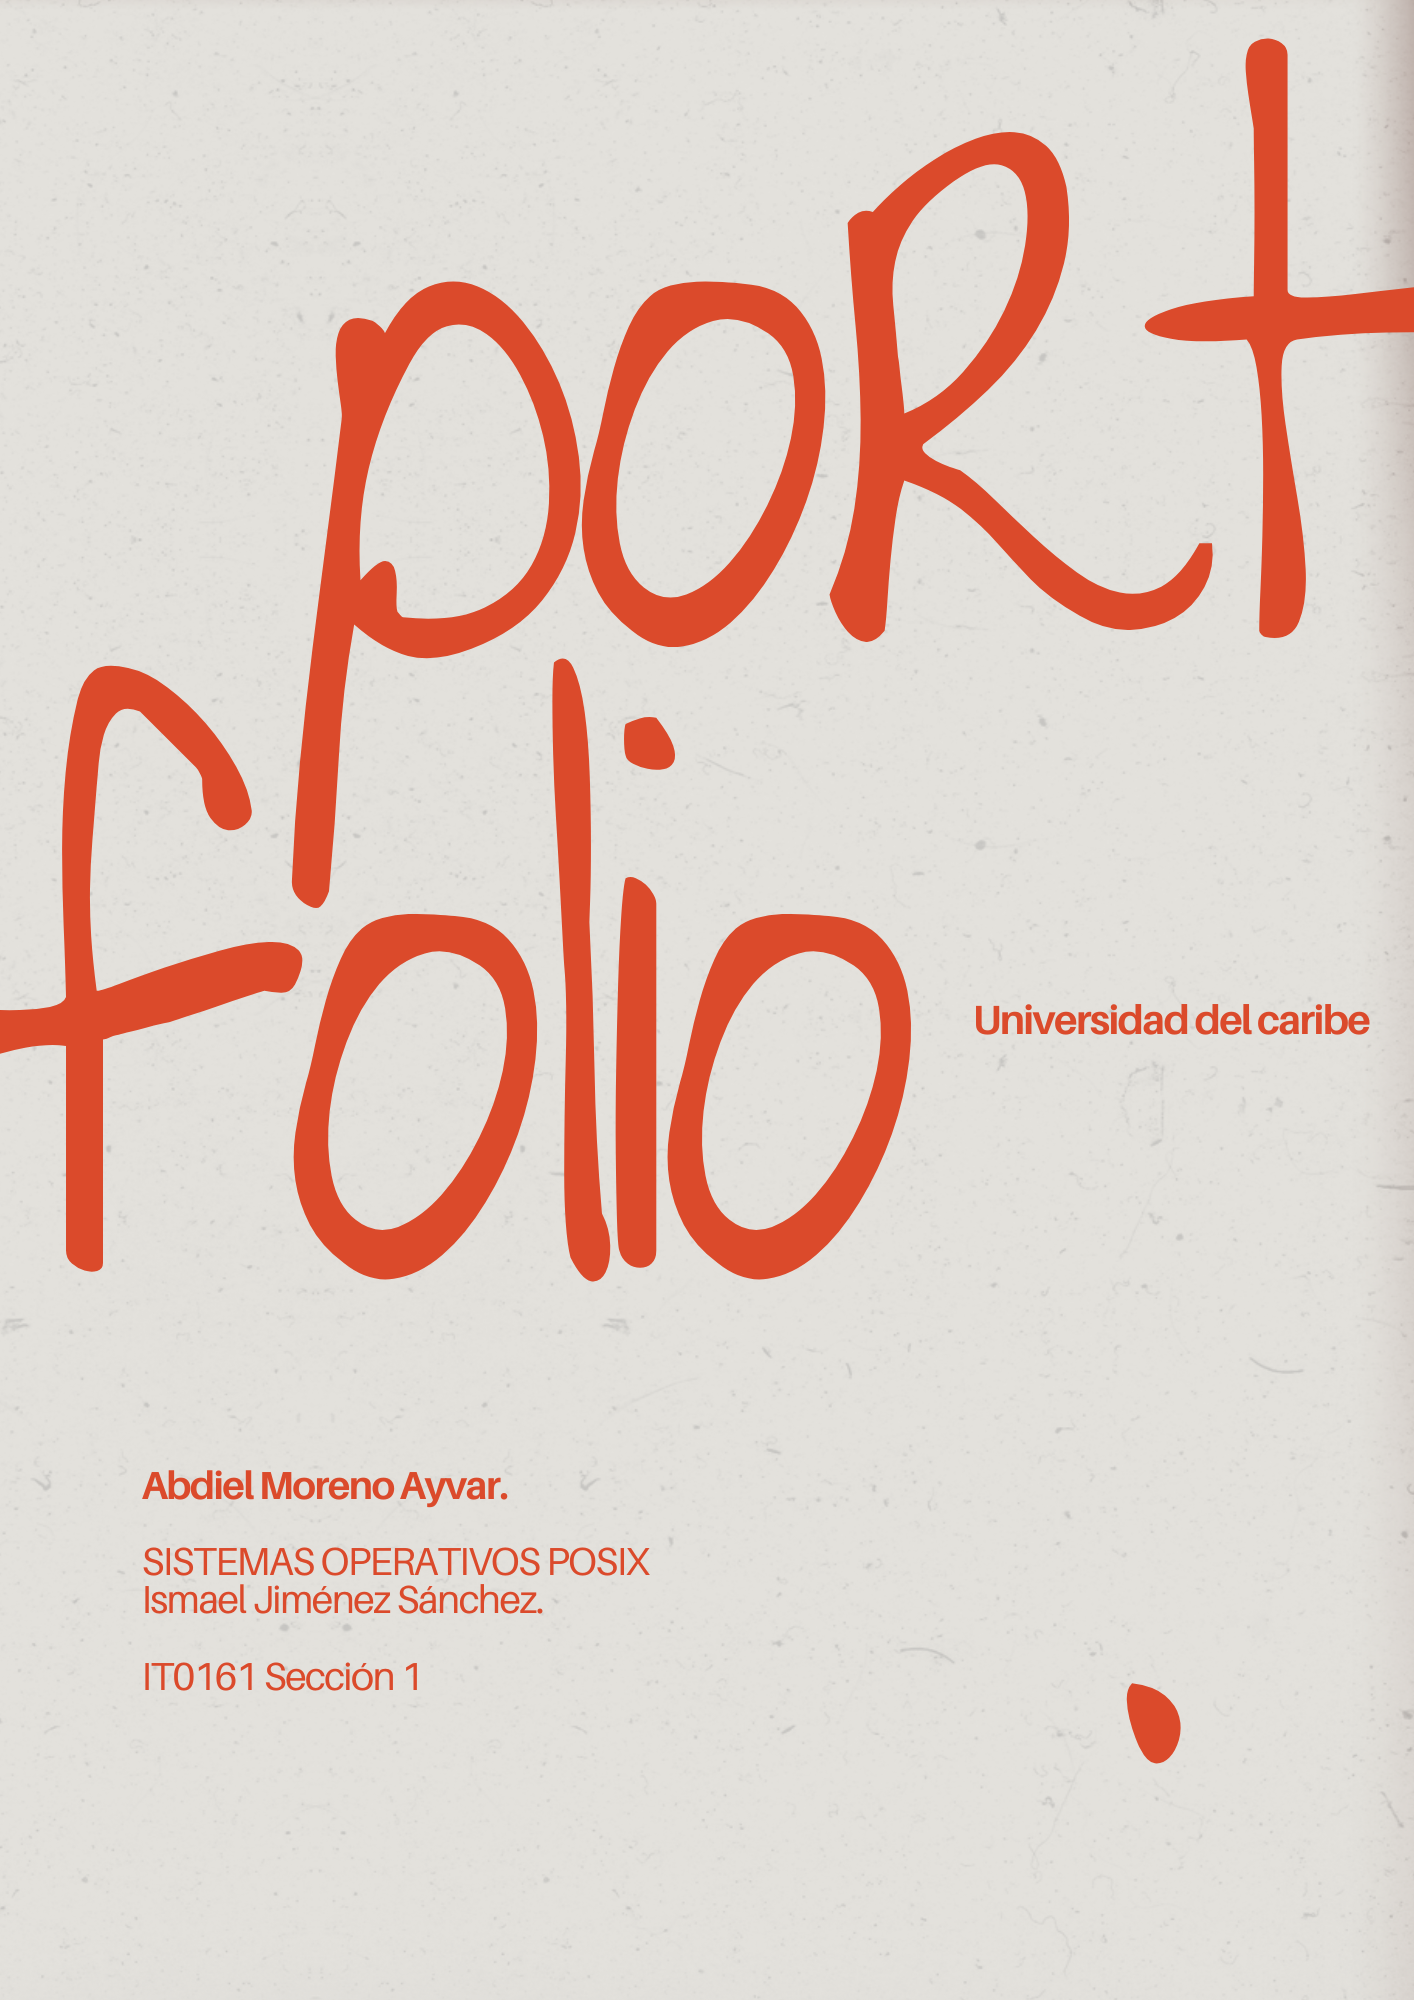 poRt
folio
Universidad del caribe
Abdiel Moreno Ayvar.
SISTEMAS OPERATIVOS POSIX
Ismael Jiménez Sánchez.
IT0161 Sección 1